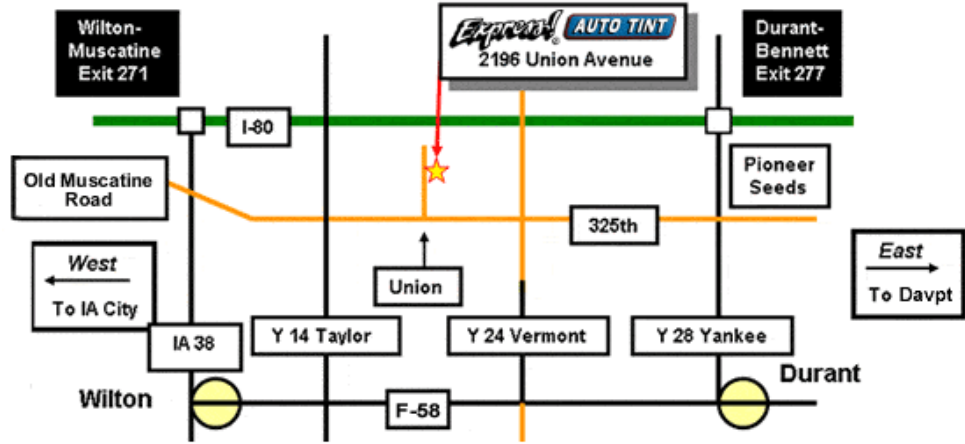 Wilton-
Muscatine
Exit 271
Express! AUTO TINT
2196 Union Avenue
Durant-
Bennett
Exit 277
I-80
Old Muscatine
Road
Pioneer
Seeds
325th
West
To IA City
Union
East
To Davpt
IA 38
Y 14 Taylor
Y 24 Vermont
Y 28 Yankee
Wilton
F-58
Durant